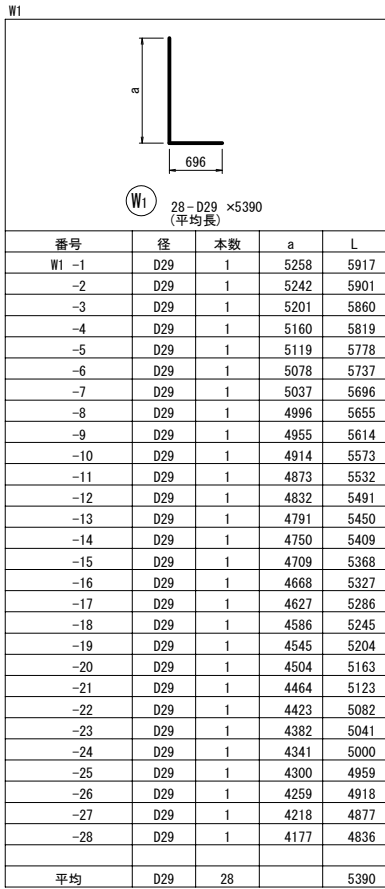 W1
a
696
W1 28-D29 ×5390
(平均長)
番号 径 本数 a L
W1 -1 D29 1 5258 5917
-2 D29 1 5242 5901
-3 D29 1 5201 5860
-4 D29 1 5160 5819
-5 D29 1 5119 5778
-6 D29 1 5078 5737
-7 D29 1 5037 5696
-8 D29 1 4996 5655
-9 D29 1 4955 5614
-10 D29 1 4914 5573
-11 D29 1 4873 5532
-12 D29 1 4832 5491
-13 D29 1 4791 5450
-14 D29 1 4750 5409
-15 D29 1 4709 5368
-16 D29 1 4668 5327
-17 D29 1 4627 5286
-18 D29 1 4586 5245
-19 D29 1 4545 5204
-20 D29 1 4504 5163
-21 D29 1 4464 5123
-22 D29 1 4423 5082
-23 D29 1 4382 5041
-24 D29 1 4341 5000
-25 D29 1 4300 4959
-26 D29 1 4259 4918
-27 D29 1 4218 4877
-28 D29 1 4177 4836
平均 D29 28 5390